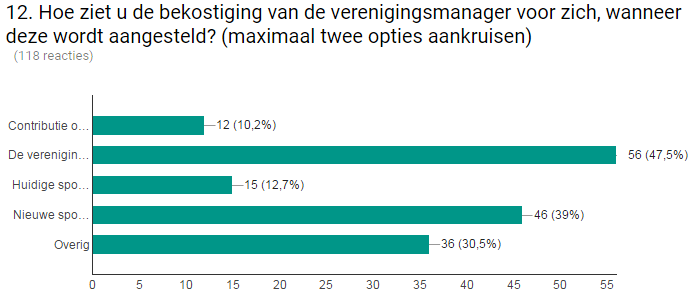 12. Hoe ziet u de bekostiging van de verenigingsmanager voor zich, wanneer
deze wordt aangesteld? (maximaal twee opties aankruisen)
(118 reacties)
Contributie o... 12 (10,2%)
De verenigin... 56 (47,5%)
Huidige spo... 15 (12,7%)
Nieuwe spo... 46 (39%)
Overig 36 (30,5%)
0 5 10 15 20 25 30 35 40 45 50 55